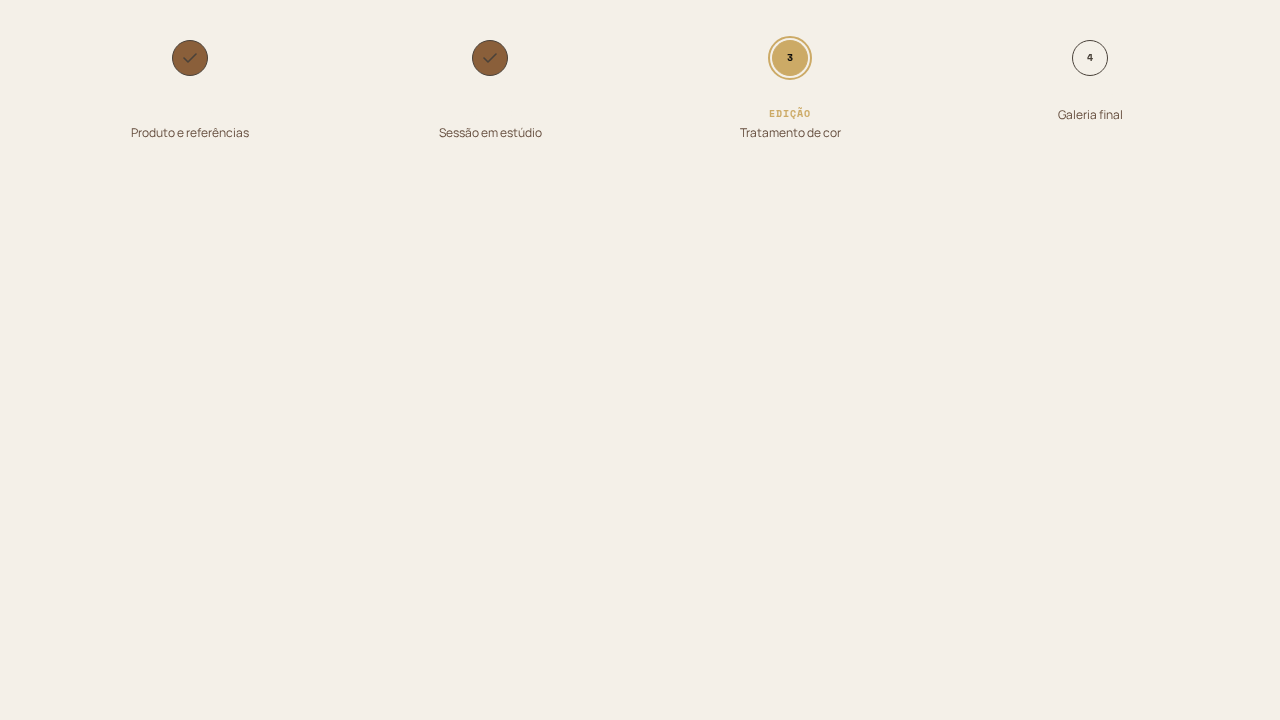 3
4
EDIÇÃO
Produto e referências
Sessão em estúdio
Tratamento de cor
Galeria final